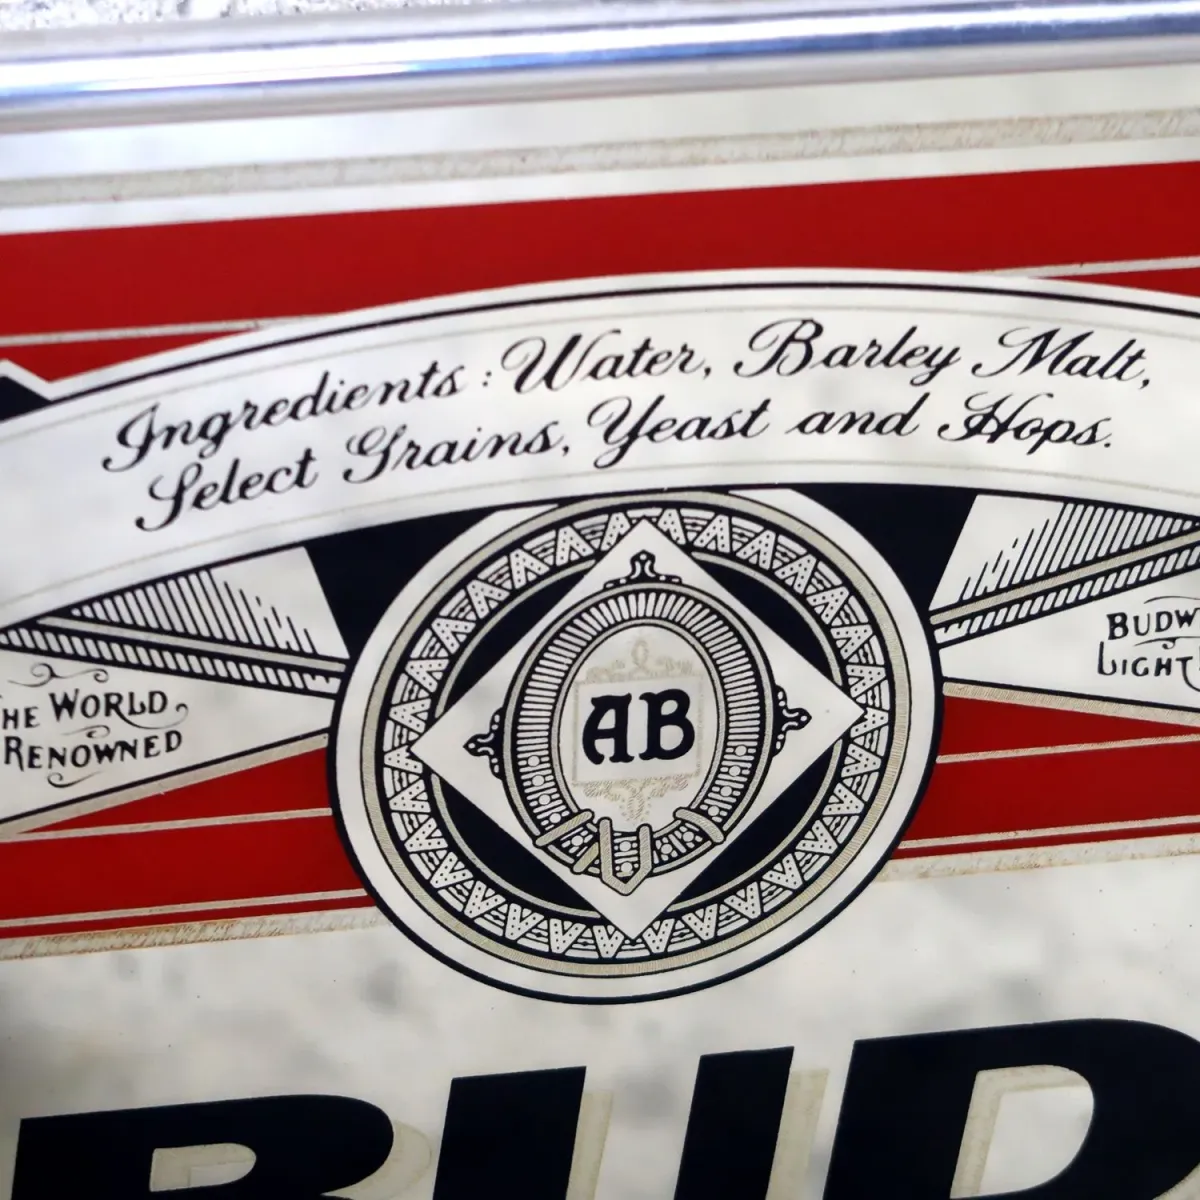 Ingredients: Water, Barley Malt,
Select Grains, Yeast and Hops.
HE WORLD
RENOWNED
BUDW
LIGHT
AB
BUD